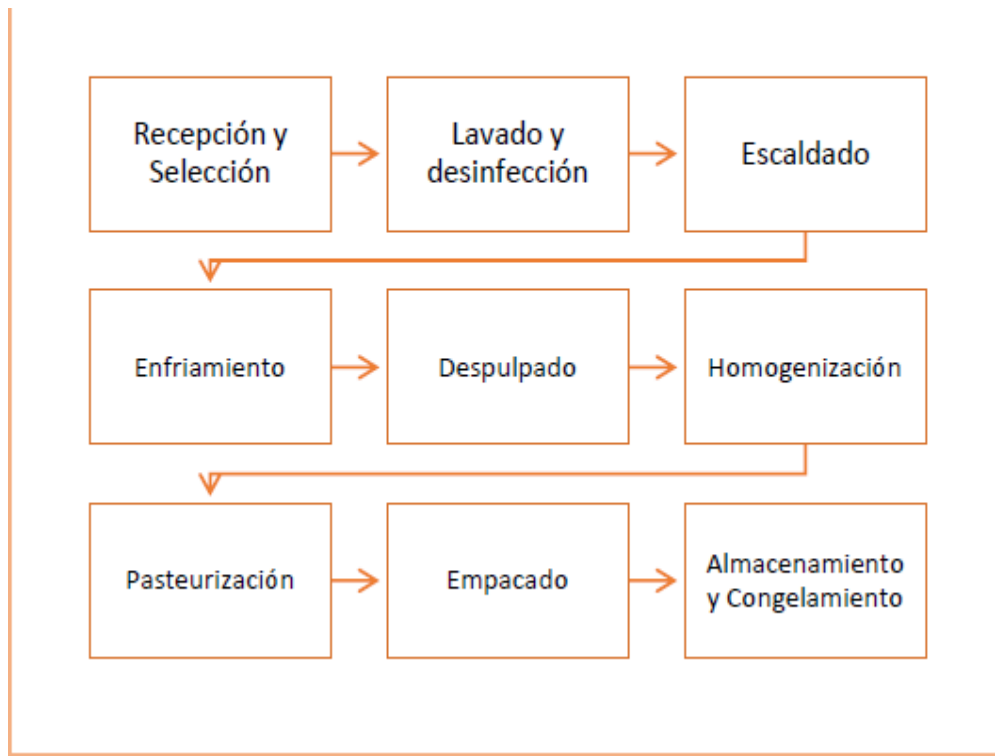 Recepción y
Selección
Lavado y
desinfección
Escaldado
Enfriamiento
Despulpado
Homogenización
Pasteurización
Empacado
Almacenamiento
y Congelamiento